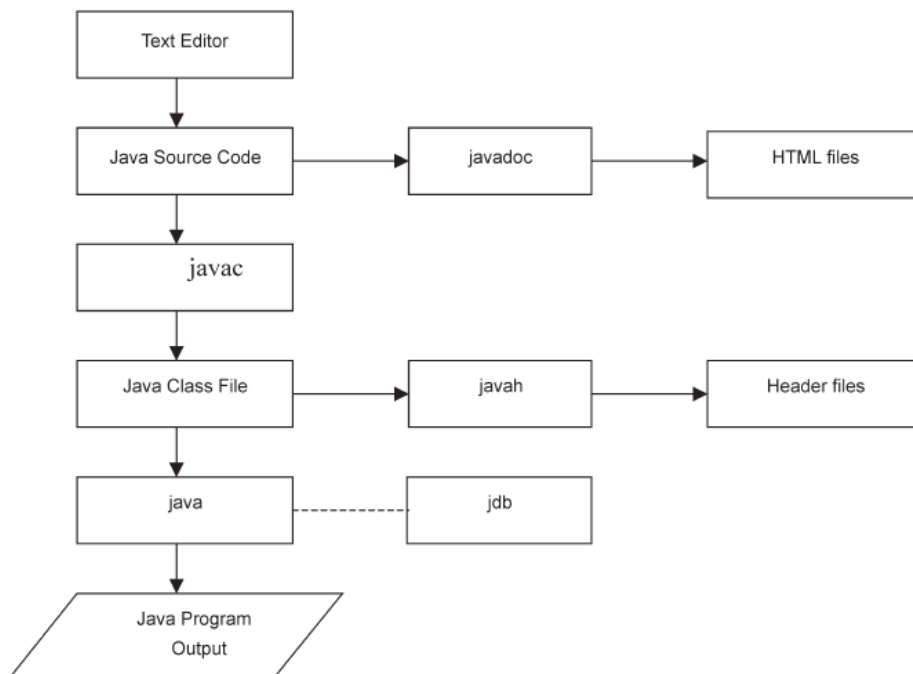 Text Editor
Java Source Code
javadoc
HTML files
javac
Java Class File
javah
Header files
java
jdb
Java Program
Output